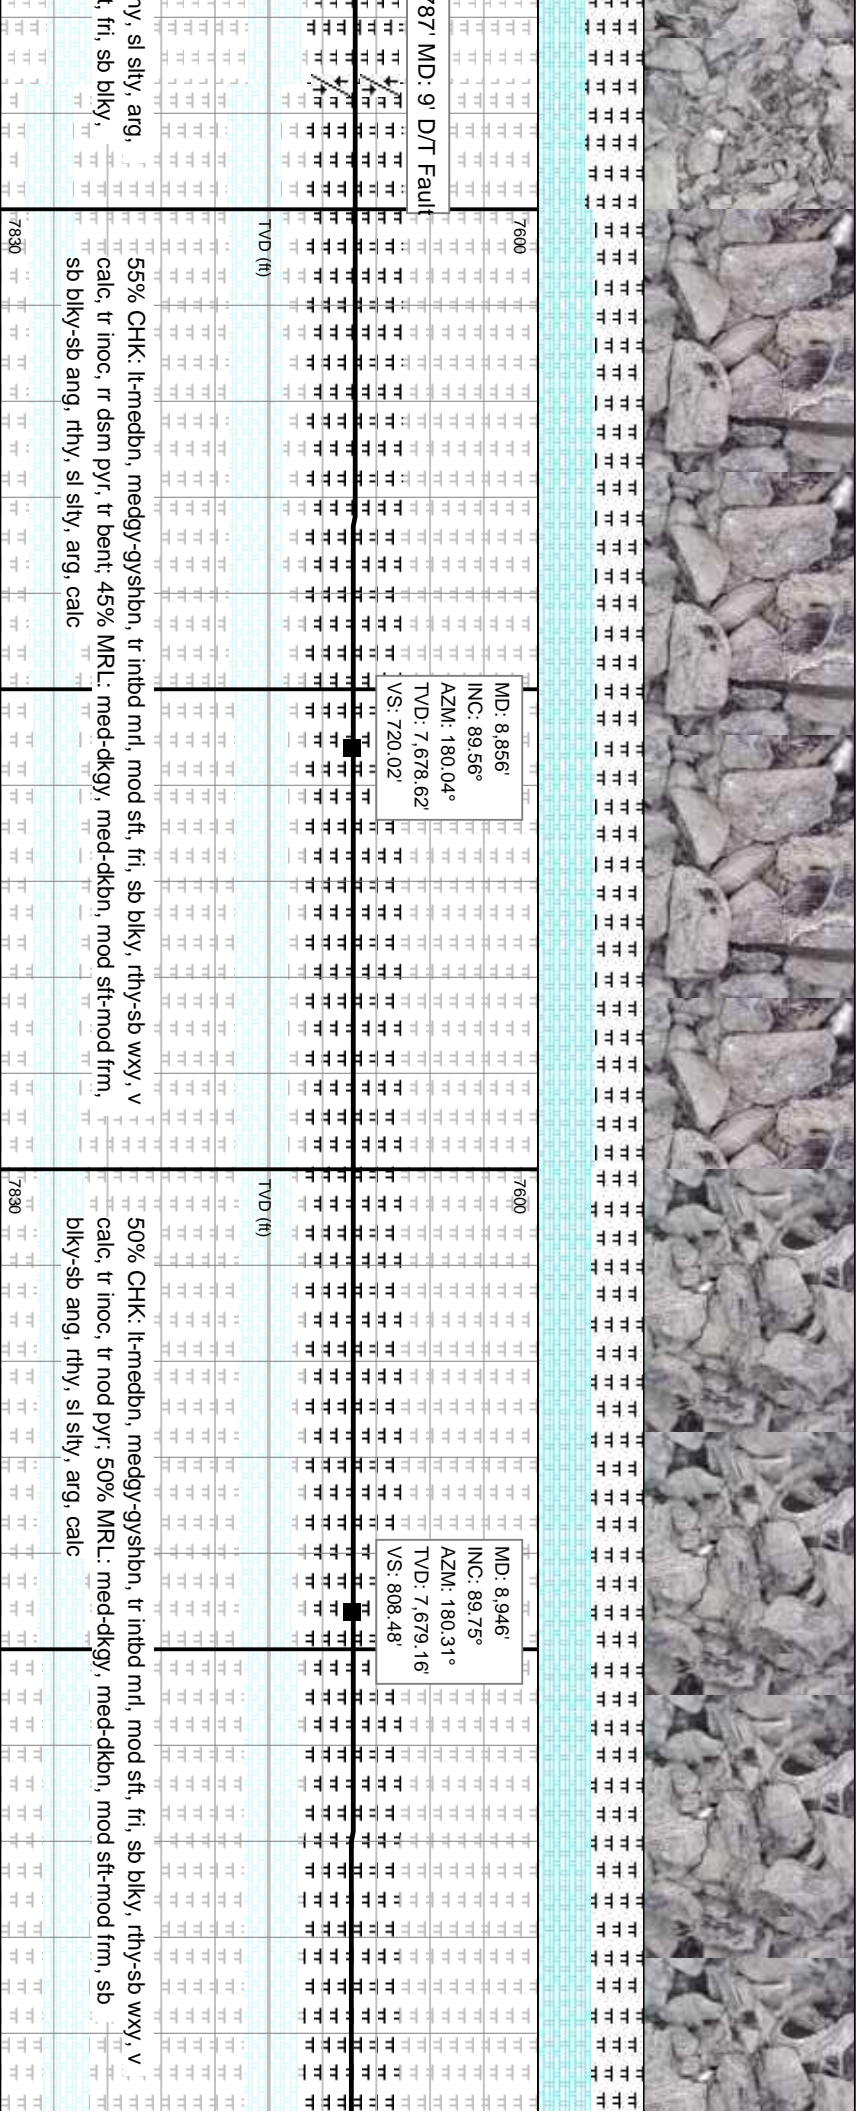 787' MD: 9' D/T Fault
hy, sl slty, arg,
t, fri, sb blky,
7600
TVD (ft)
7830
55% CHK: lt-medbn, medgy-gyshbn, tr intbd mrl, mod sft, fri, sb blky, rthy-sb wxy, v
calc, tr inoc, rr dsm pyr, tr bent; 45% MRL: med-dkgy, med-dkbn, mod sft-mod frm,
sb blky-sb ang, rthy, sl slty, arg, calc
MD: 8,856'
INC: 89.56°
AZM: 180.04°
TVD: 7,678.62'
VS: 720.02'
7600
TVD (ft)
7830
50% CHK: lt-medbn, medgy-gyshbn, tr intbd mrl, mod sft, fri, sb blky, rthy-sb wxy, v
calc, tr inoc, tr nod pyr; 50% MRL: med-dkgy, med-dkbn, mod sft-mod frm, sb
blky-sb ang, rthy, sl slty, arg, calc
MD: 8,946'
INC: 89.75°
AZM: 180.31°
TVD: 7,679.16'
VS: 808.48'